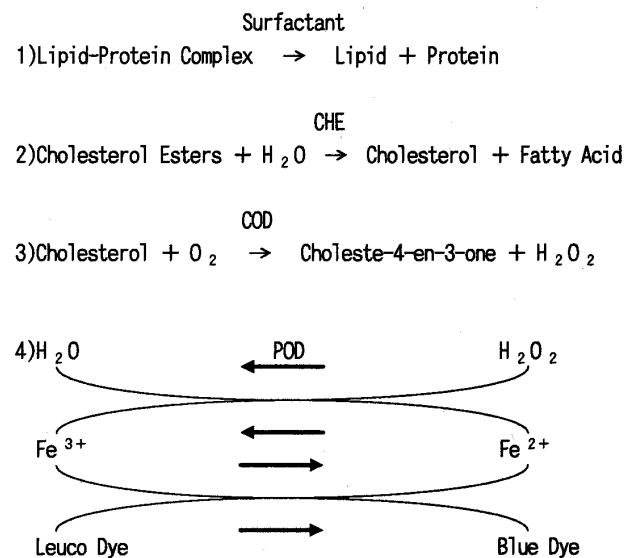 Surfactant
1)Lipid-Protein Complex → Lipid + Protein
CHE
2)Cholesterol Esters + H₂O → Cholesterol + Fatty Acid
COD
3)Cholesterol + O₂ → Choleste-4-en-3-one + H₂O₂
4)H₂O POD H₂O₂
Fe³⁺ Fe²⁺
Leuco Dye Blue Dye